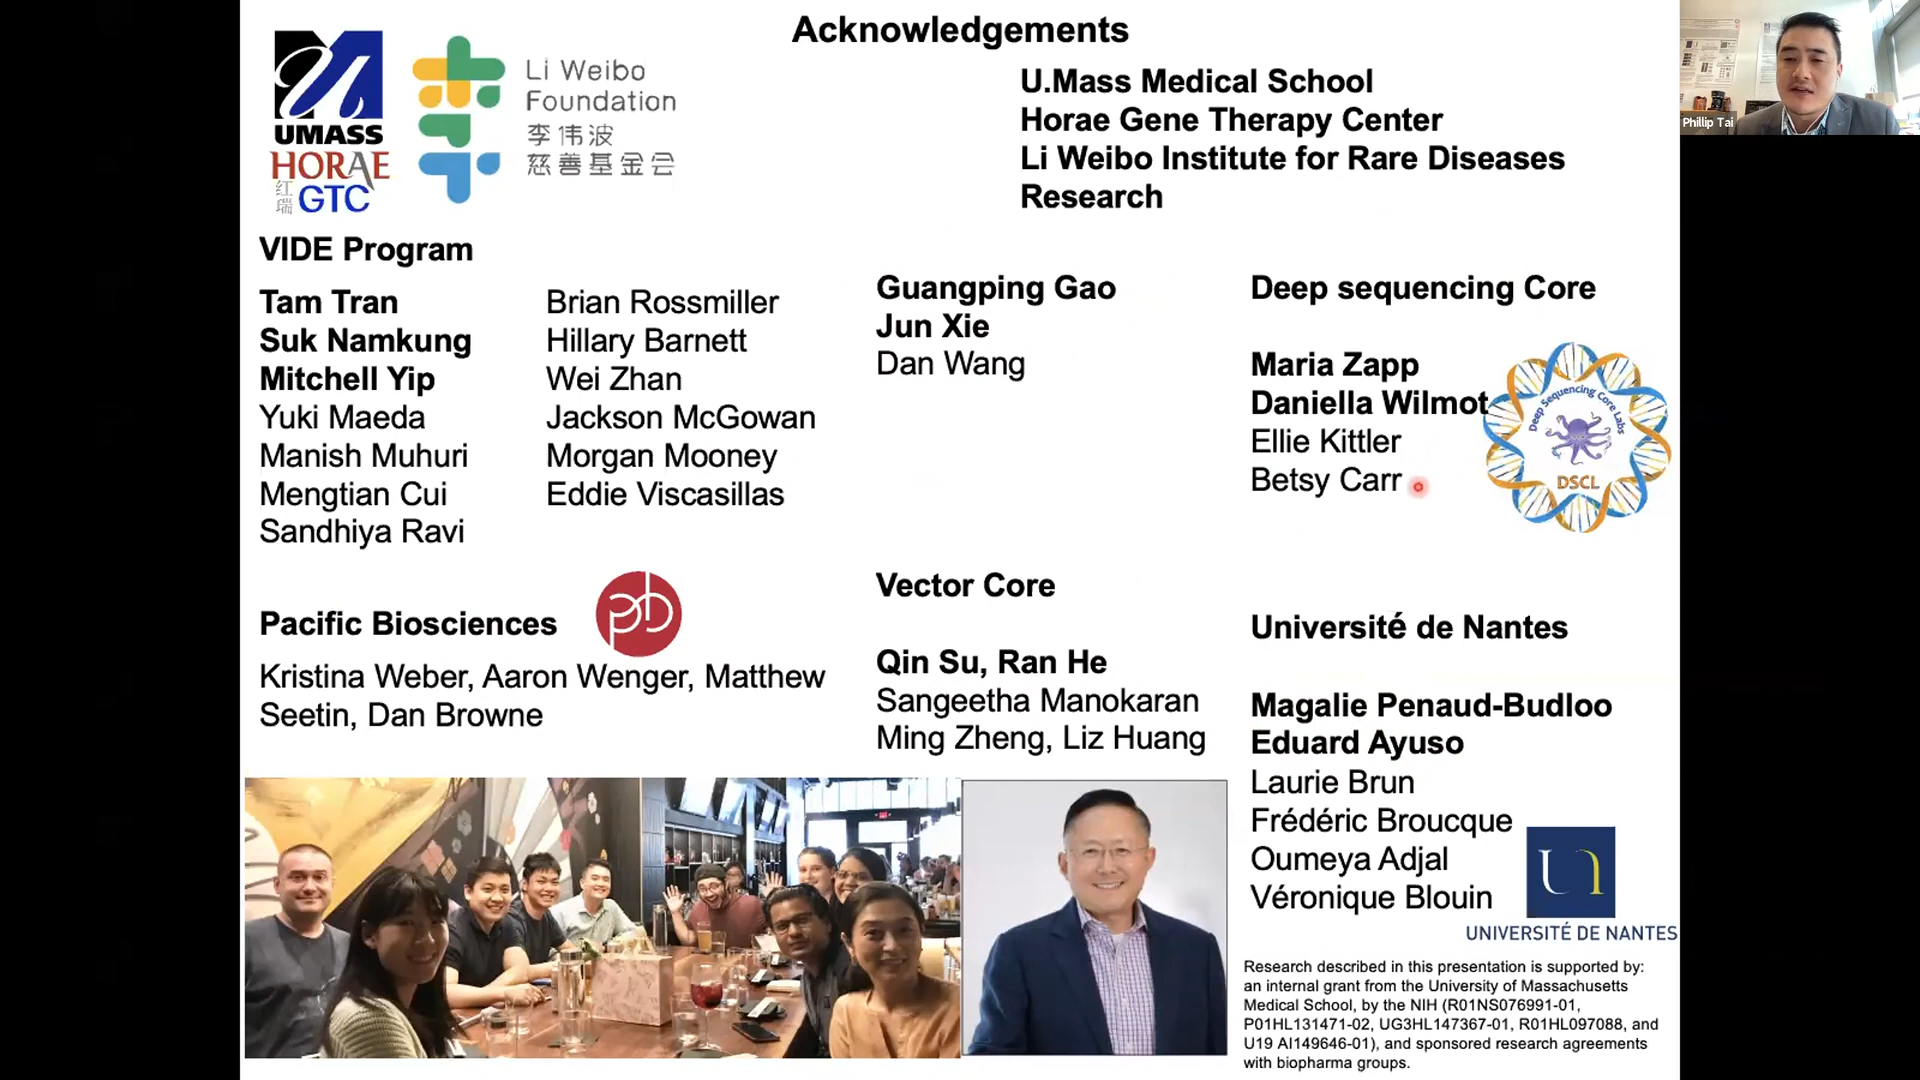 Acknowledgements
UMASS
HORAE
红瑞
GTC
Li Weibo
Foundation
李伟波
慈善基金会
U.Mass Medical School
Horae Gene Therapy Center
Li Weibo Institute for Rare Diseases
Research
Phillip Tai
VIDE Program
Tam Tran
Suk Namkung
Mitchell Yip
Yuki Maeda
Manish Muhuri
Mengtian Cui
Sandhiya Ravi
Brian Rossmiller
Hillary Barnett
Wei Zhan
Jackson McGowan
Morgan Mooney
Eddie Viscasillas
Guangping Gao
Jun Xie
Dan Wang
Deep sequencing Core
Maria Zapp
Daniella Wilmot
Ellie Kittler
Betsy Carr
Deep Sequencing Core Labs
DSCL
Pacific Biosciences
pb
Kristina Weber, Aaron Wenger, Matthew
Seetin, Dan Browne
Vector Core
Qin Su, Ran He
Sangeetha Manokaran
Ming Zheng, Liz Huang
Université de Nantes
Magalie Penaud-Budloo
Eduard Ayuso
Laurie Brun
Frédéric Broucque
Oumeya Adjal
Véronique Blouin
UNIVERSITÉ DE NANTES
Research described in this presentation is supported by:
an internal grant from the University of Massachusetts
Medical School, by the NIH (R01NS076991-01,
P01HL131471-02, UG3HL147367-01, R01HL097088, and
U19 AI149646-01), and sponsored research agreements
with biopharma groups.